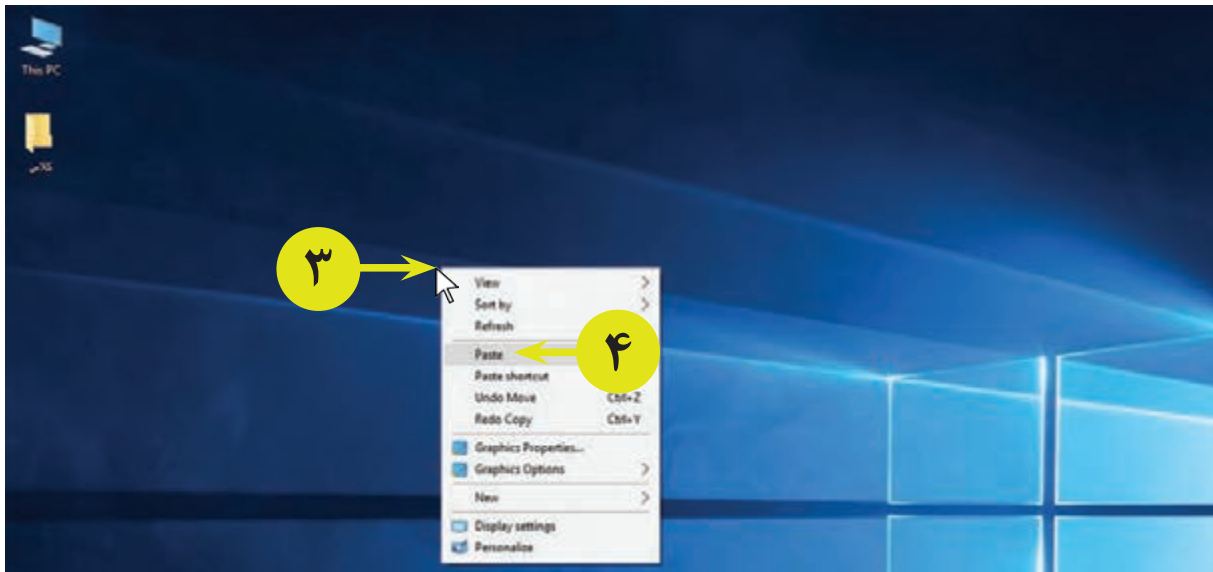 This PC
۳
View
Sort by
Refresh
Paste
۴
Paste shortcut
Undo Move Ctrl+Z
Redo Copy Ctrl+Y
Graphics Properties...
Graphics Options
New
Display settings
Personalize